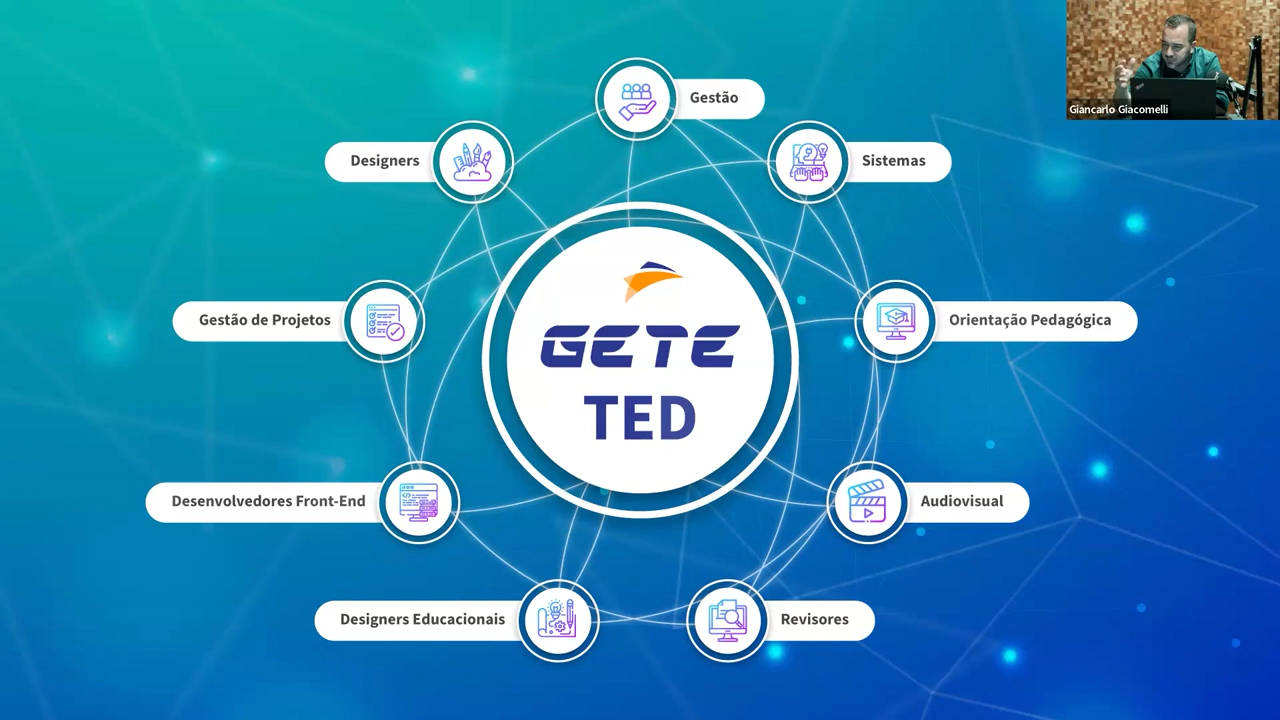 Gestão
Designers
Sistemas
Gestão de Projetos
Orientação Pedagógica
GETE
TED
Desenvolvedores Front-End
Audiovisual
Designers Educacionais
Revisores
Giancarlo Giacomelli